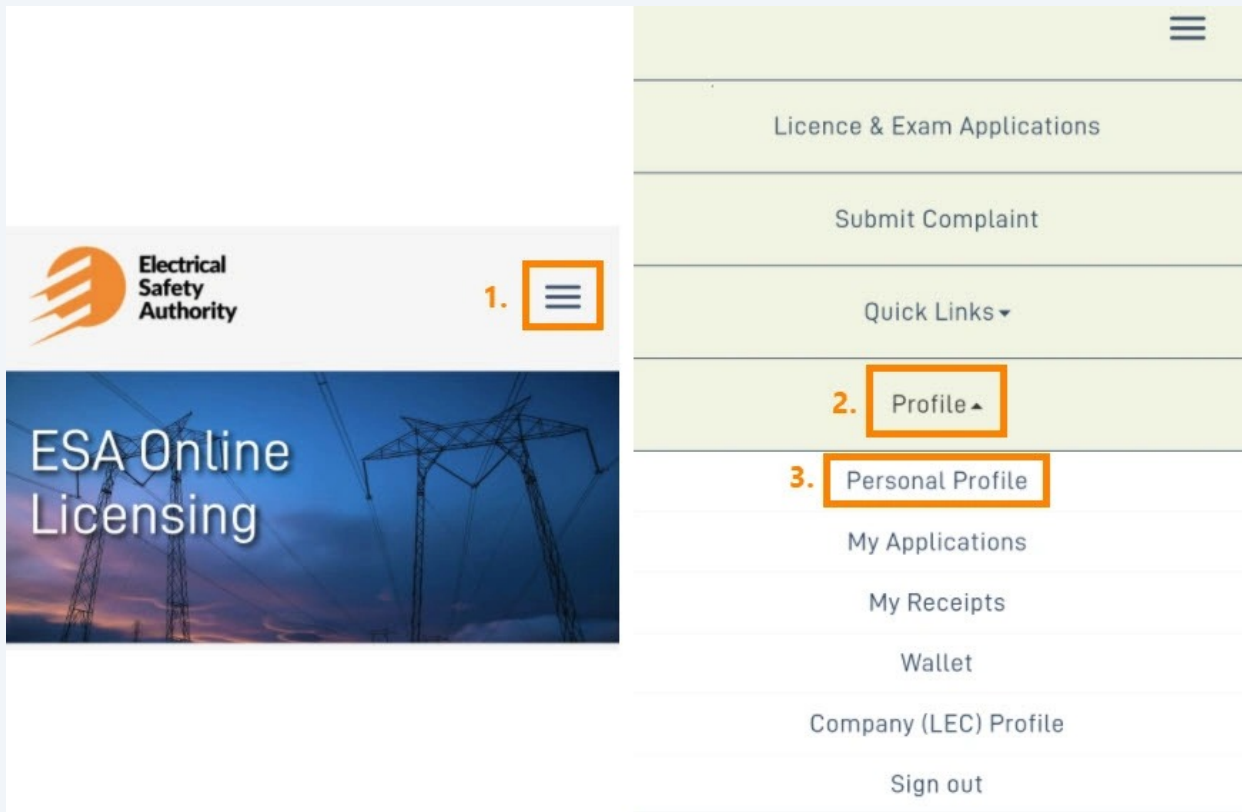 Electrical
Safety
Authority
1.
ESA Online
Licensing
Licence & Exam Applications
Submit Complaint
Quick Links
2. Profile
3. Personal Profile
My Applications
My Receipts
Wallet
Company (LEC) Profile
Sign out